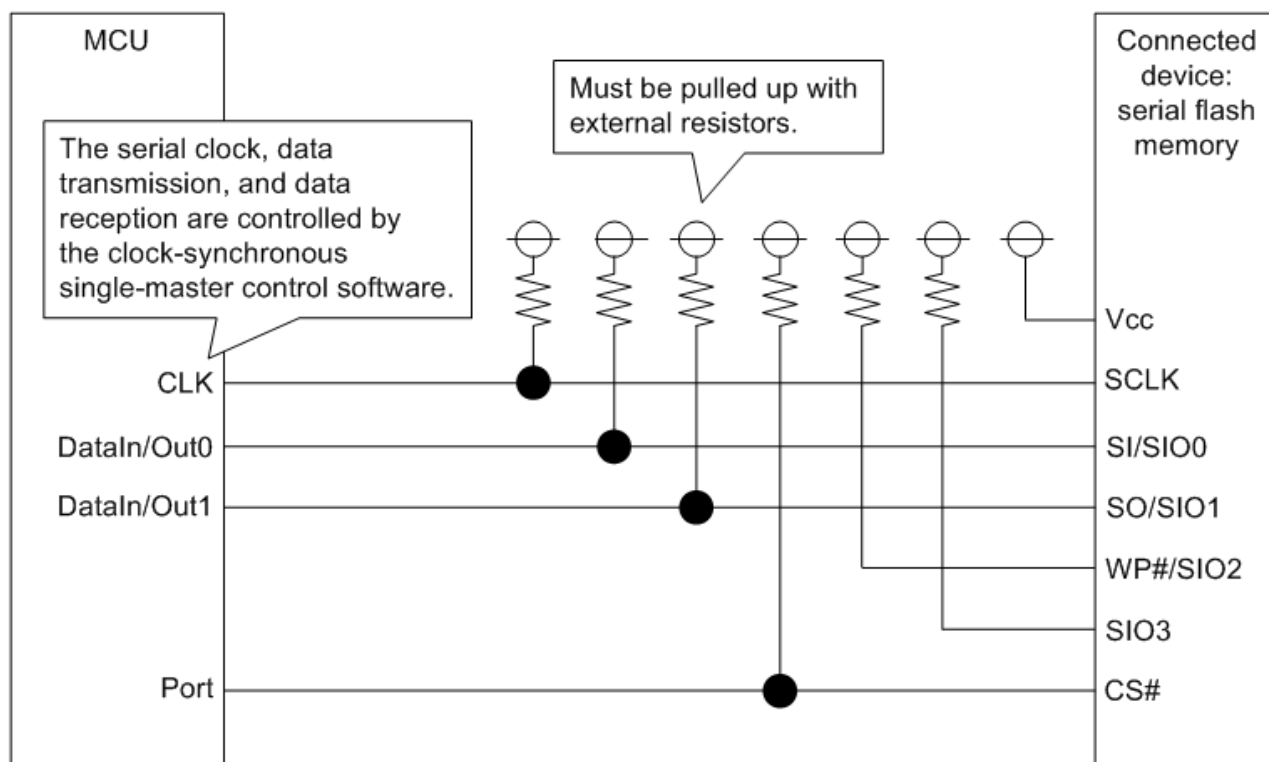 MCU
The serial clock, data
transmission, and data
reception are controlled by
the clock-synchronous
single-master control software.
Must be pulled up with
external resistors.
Connected
device:
serial flash
memory
Vcc
CLK
SCLK
DataIn/Out0
SI/SIO0
DataIn/Out1
SO/SIO1
WP#/SIO2
SIO3
Port
CS#